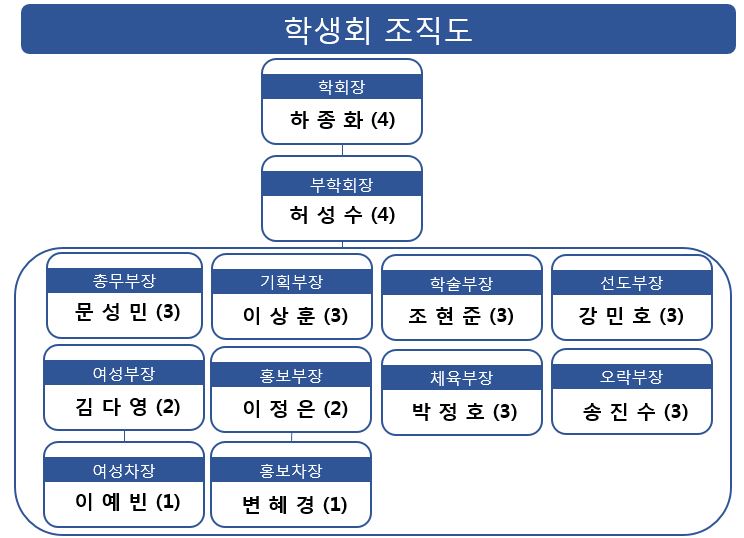 학생회 조직도
학회장
하 종 화 (4)
부학회장
허 성 수 (4)
총무부장
문 성 민 (3)
기획부장
이 상 훈 (3)
학술부장
조 현 준 (3)
선도부장
강 민 호 (3)
여성부장
김 다 영 (2)
홍보부장
이 정 은 (2)
체육부장
박 정 호 (3)
오락부장
송 진 수 (3)
여성차장
이 예 빈 (1)
홍보차장
변 혜 경 (1)